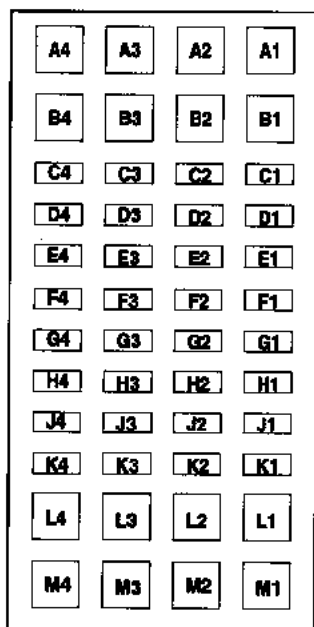 A4 A3 A2 A1
B4 B3 B2 B1
C4 C3 C2 C1
D4 D3 D2 D1
E4 E3 E2 E1
F4 F3 F2 F1
G4 G3 G2 G1
H4 H3 H2 H1
J4 J3 J2 J1
K4 K3 K2 K1
L4 L3 L2 L1
M4 M3 M2 M1